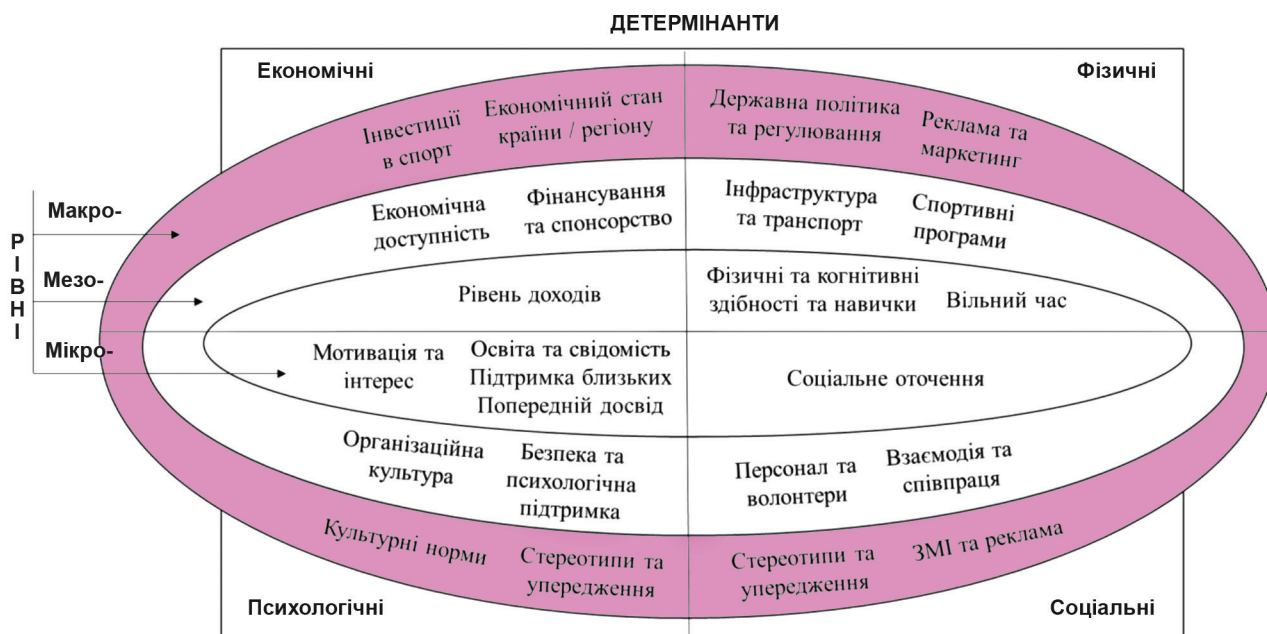 ДЕТЕРМІНАНТИ
Економічні
Фізичні
Інвестиції
в спорт
Економічний стан
країни / регіону
Державна політика
та регулювання
Реклама та
маркетинг
РІВНІ
Макро-
Мезо-
Мікро-
Економічна
доступність
Фінансування
та спонсорство
Інфраструктура
та транспорт
Спортивні
програми
Рівень доходів
Фізичні та когнітивні
здібності та навички
Вільний час
Мотивація та
інтерес
Освіта та свідомість
Підтримка близьких
Попередній досвід
Соціальне оточення
Організаційна
культура
Безпека та
психологічна
підтримка
Персонал та
волонтери
Взаємодія та
співпраця
Культурні норми
Стереотипи та
упередження
Стереотипи та
упередження
ЗМІ та реклама
Психологічні
Соціальні